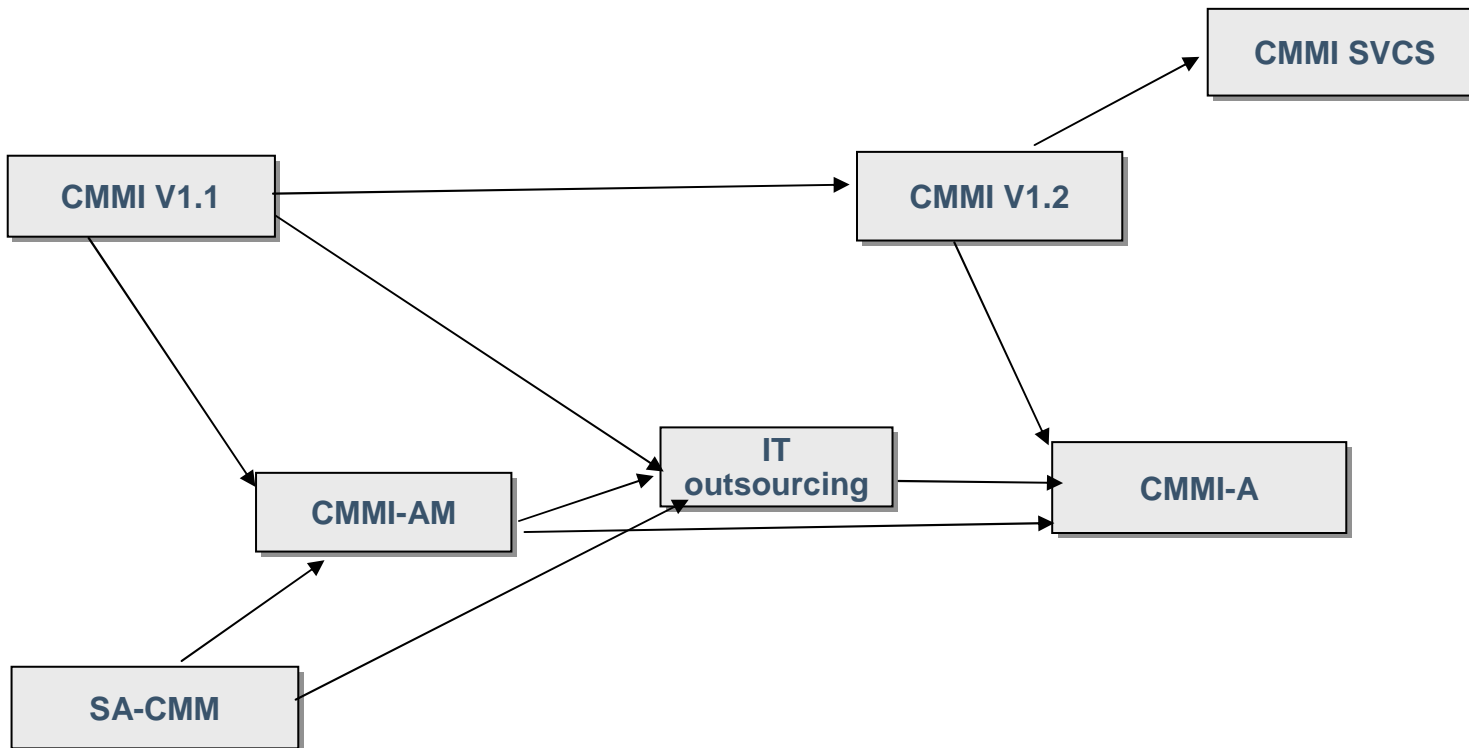 CMMI SVCS
CMMI V1.1
CMMI V1.2
IT
outsourcing
CMMI-A
CMMI-AM
SA-CMM